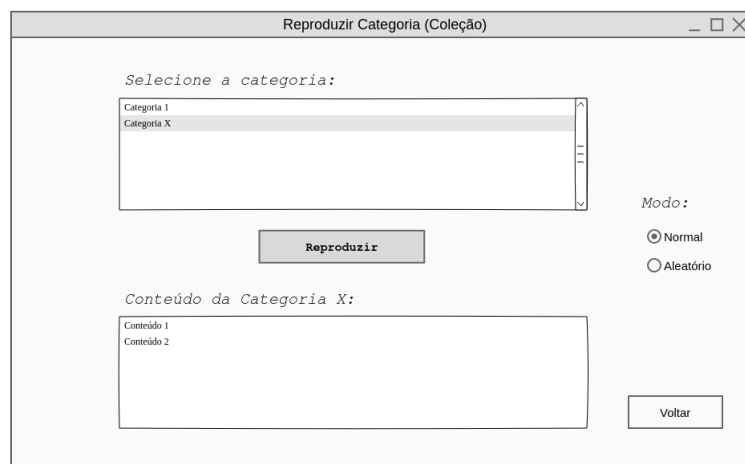 Reproduzir Categoria (Coleção)
Selecione a categoria:
Categoria 1
Categoria X
Modo:
Normal
Reproduzir
Aleatório
Conteúdo da Categoria X:
Conteúdo 1
Conteúdo 2
Voltar